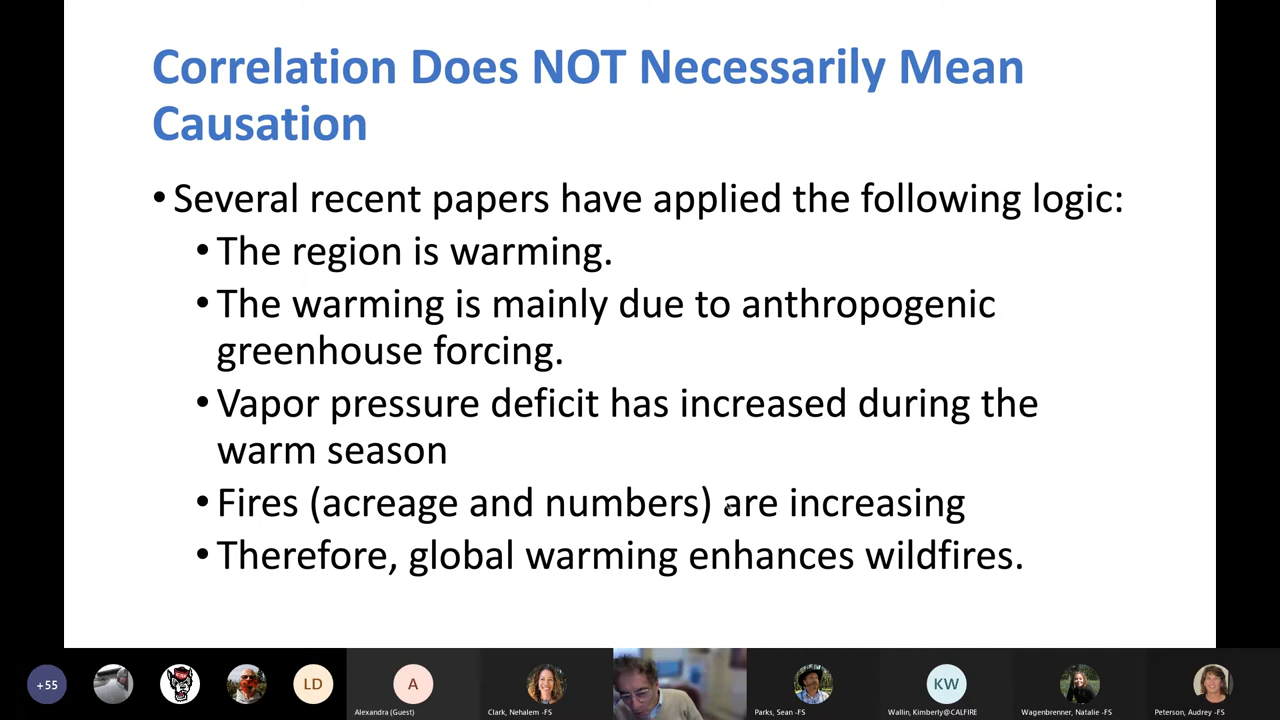 Correlation Does NOT Necessarily Mean
Causation
• Several recent papers have applied the following logic:
• The region is warming.
• The warming is mainly due to anthropogenic
greenhouse forcing.
• Vapor pressure deficit has increased during the
warm season
• Fires (acreage and numbers) are increasing
• Therefore, global warming enhances wildfires.
+55
LD
A
KW
Alexandra (Guest)
Clark, Nehalem -FS
Parks, Sean -FS
Wallin, Kimberly@CALFIRE
Wagenbrenner, Natalie -FS
Peterson, Audrey -FS